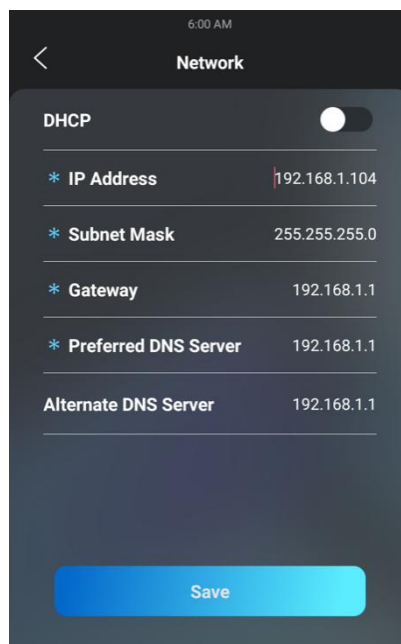 6:00 AM
Network
DHCP
* IP Address 192.168.1.104
* Subnet Mask 255.255.255.0
* Gateway 192.168.1.1
* Preferred DNS Server 192.168.1.1
Alternate DNS Server 192.168.1.1
Save